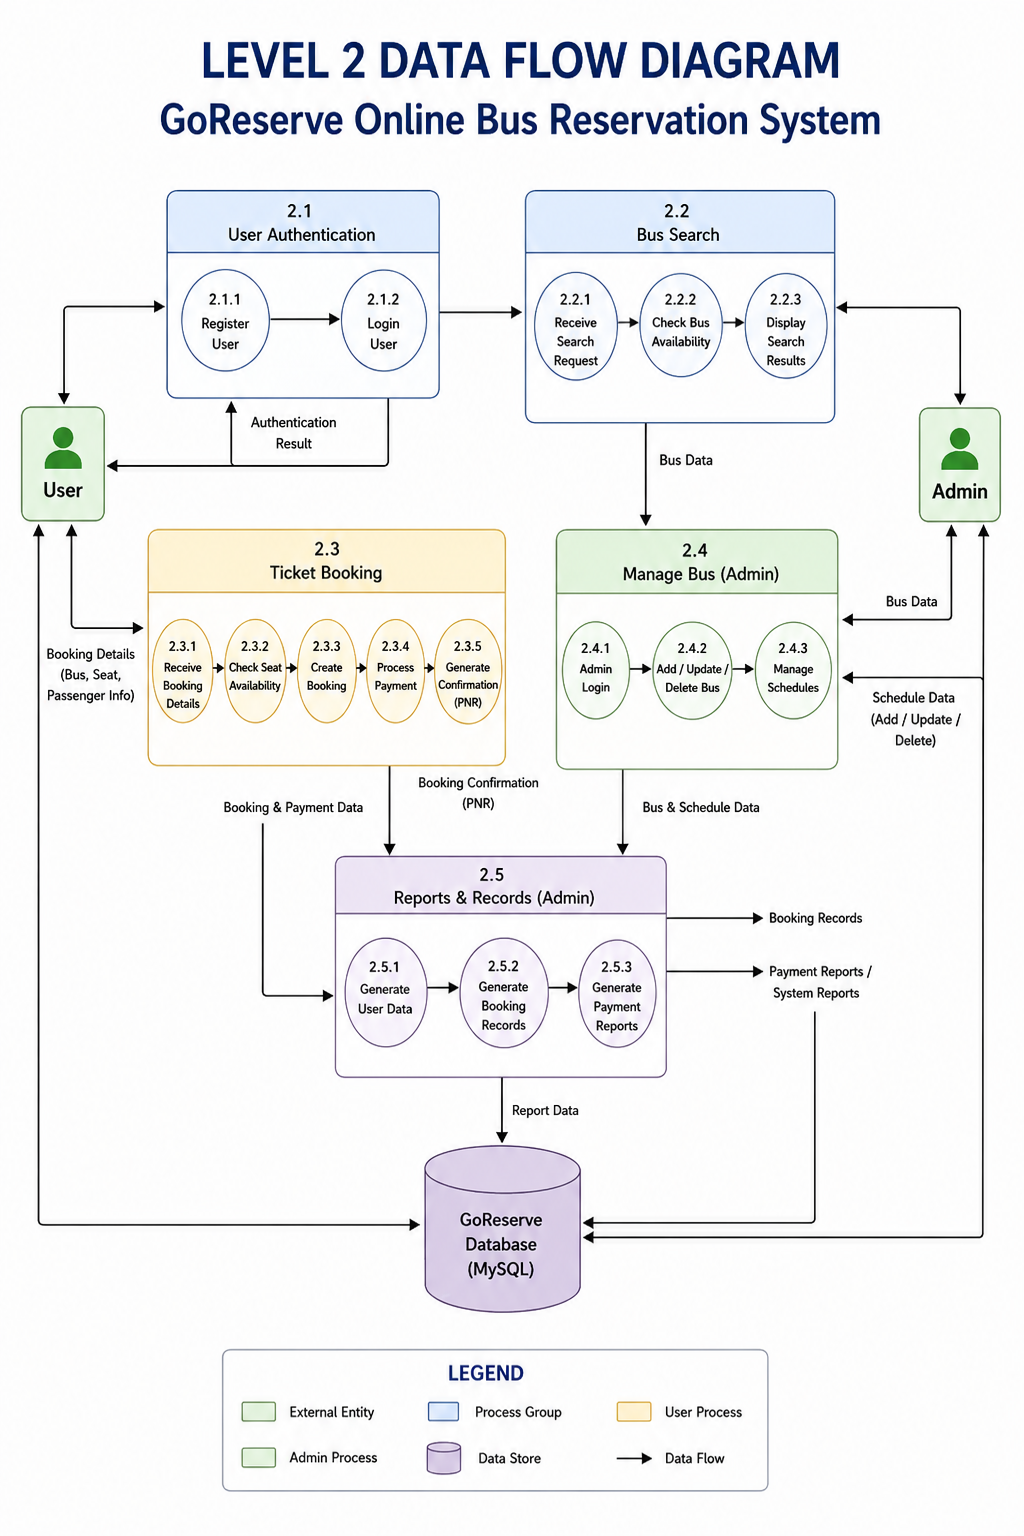 LEVEL 2 DATA FLOW DIAGRAM
GoReserve Online Bus Reservation System
2.1
User Authentication
2.1.1
Register
User
2.1.2
Login
User
2.2
Bus Search
2.2.1
Receive
Search
Request
2.2.2
Check Bus
Availability
2.2.3
Display
Search
Results
Authentication
Result
User
Bus Data
Admin
2.3
Ticket Booking
2.3.1
Receive
Booking
Details
2.3.2
Check Seat
Availability
2.3.3
Create
Booking
2.3.4
Process
Payment
2.3.5
Generate
Confirmation
(PNR)
Booking Details
(Bus, Seat,
Passenger Info)
2.4
Manage Bus (Admin)
2.4.1
Admin
Login
2.4.2
Add / Update /
Delete Bus
2.4.3
Manage
Schedules
Bus Data
Schedule Data
(Add / Update /
Delete)
Booking & Payment Data
Booking Confirmation
(PNR)
Bus & Schedule Data
2.5
Reports & Records (Admin)
2.5.1
Generate
User Data
2.5.2
Generate
Booking
Records
2.5.3
Generate
Payment
Reports
Booking Records
Payment Reports /
System Reports
Report Data
GoReserve
Database
(MySQL)
LEGEND
External Entity
Process Group
User Process
Admin Process
Data Store
Data Flow